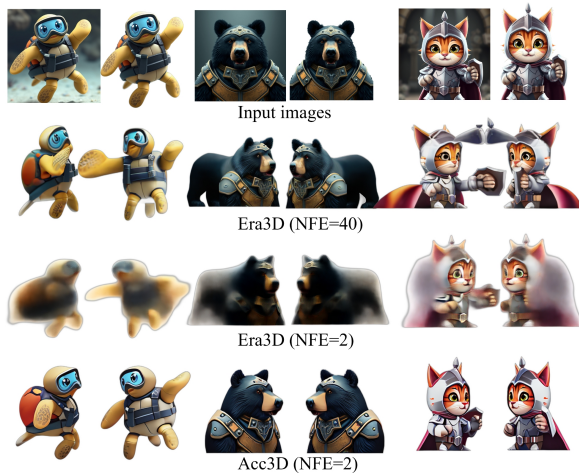 Input images
Era3D (NFE=40)
Era3D (NFE=2)
Acc3D (NFE=2)